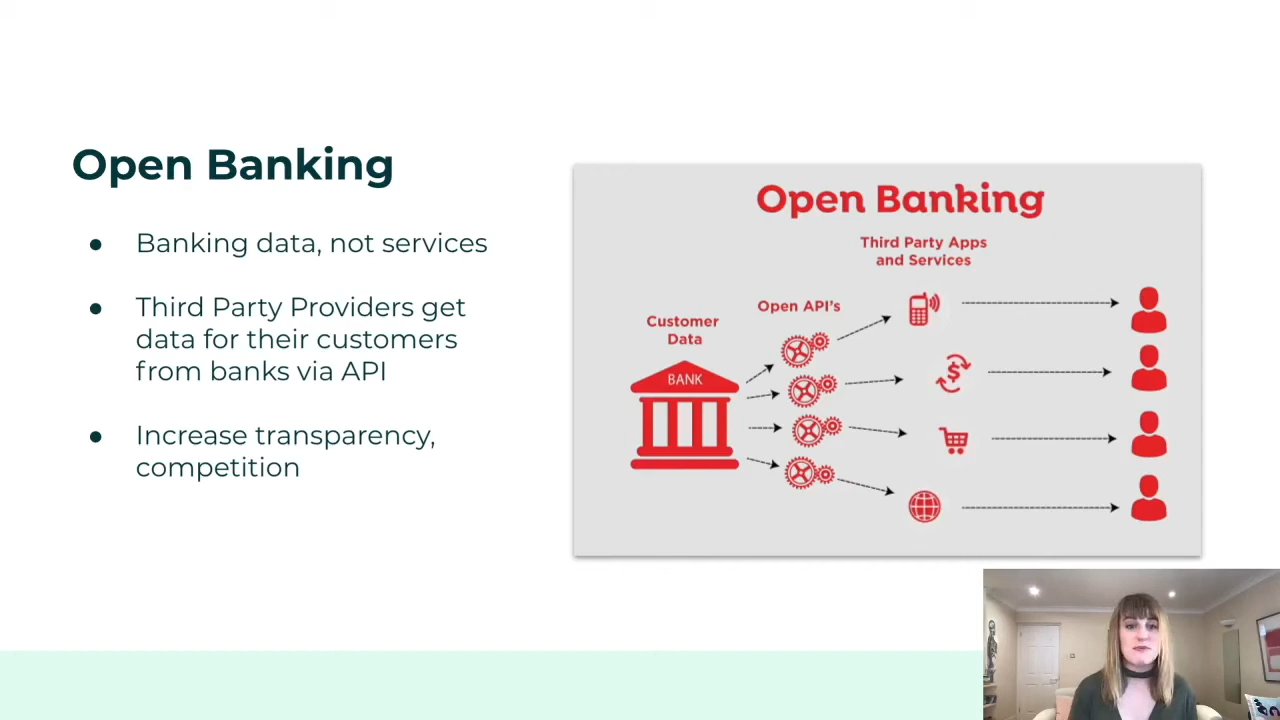 Open Banking
● Banking data, not services
● Third Party Providers get
data for their customers
from banks via API
● Increase transparency,
competition
Open Banking
Third Party Apps
and Services
Open API's
Customer
Data
BANK